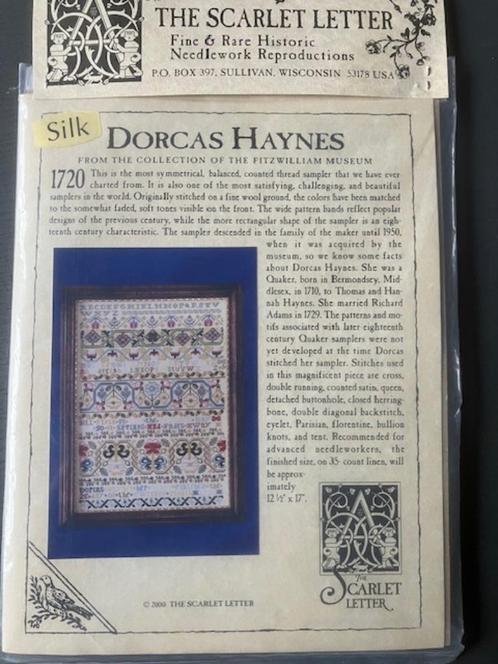 THE SCARLET LETTER
Fine & Rare Historic
Needlework Reproductions
P.O. BOX 397, SULLIVAN, WISCONSIN 53178 USA
Silk
DORCAS HAYNES
FROM THE COLLECTION OF THE FITZWILLIAM MUSEUM
1720 This is the most symmetrical, balanced, counted thread sampler that we have ever
charted from. It is also one of the most satisfying, challenging, and beautiful
samplers in the world. Originally stitched on a fine wool ground, the colors have been matched
to the somewhat faded, soft tones visible on the front. The wide pattern bands reflect popular
designs of the previous century, while the more rectangular shape of the sampler is an eigh-
teenth century characteristic. The sampler descended in the family of the maker until 1950,
when it was acquired by the
museum, so we know some facts
about Dorcas Haynes. She was a
Quaker, born in Bermondsey, Mid-
dlesex, in 1710, to Thomas and Han-
nah Haynes. She married Richard
Adams in 1729. The patterns and mo-
tifs associated with later eighteenth
century Quaker samplers were not
yet developed at the time Dorcas
stitched her sampler. Stitches used
in this magnificent piece are cross,
double running, counted satin, queen,
detached buttonhole, closed herring-
bone, double diagonal backstitch,
eyelet, Parisian, florentine, bullion
knots, and tent. Recommended for
advanced needleworkers, the
finished size, on 35-count linen, will
be approx-
imately
12 ½" x 17".
THE
SCARLET
LETTER
© 2000 THE SCARLET LETTER